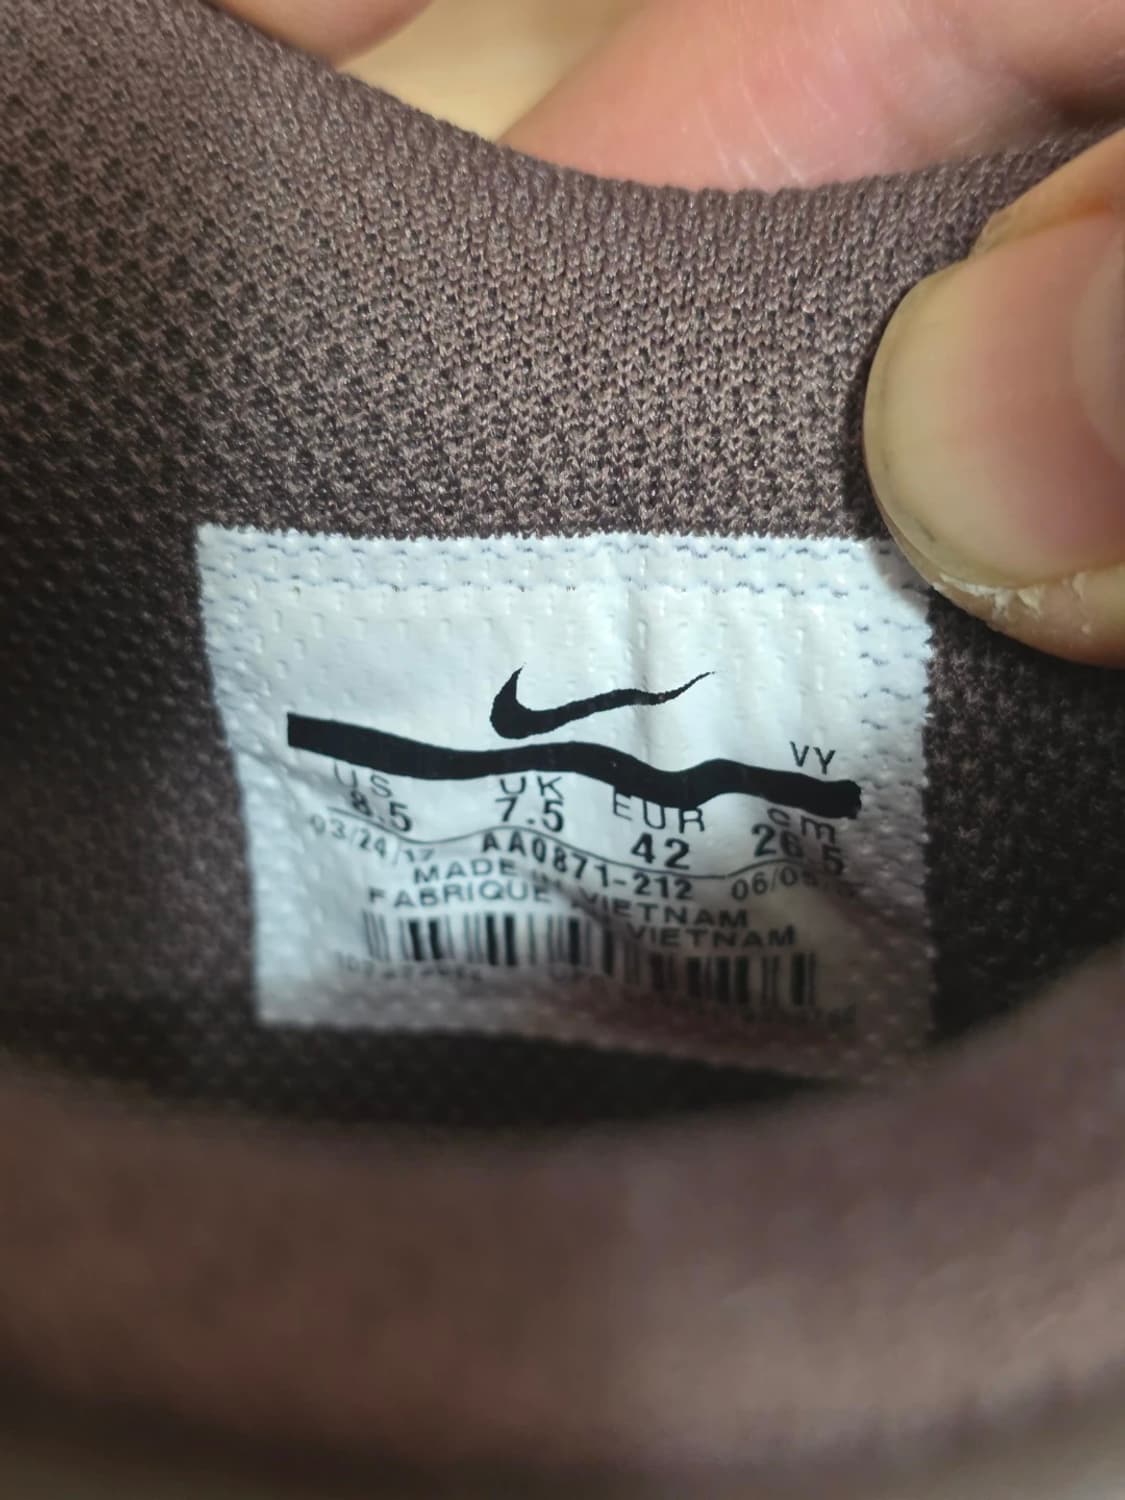 VY
US UK EUR cm
8.5 7.5 42 26.5
03/24/17 AA0871-212
MADE IN VIETNAM
FABRIQUE VIETNAM